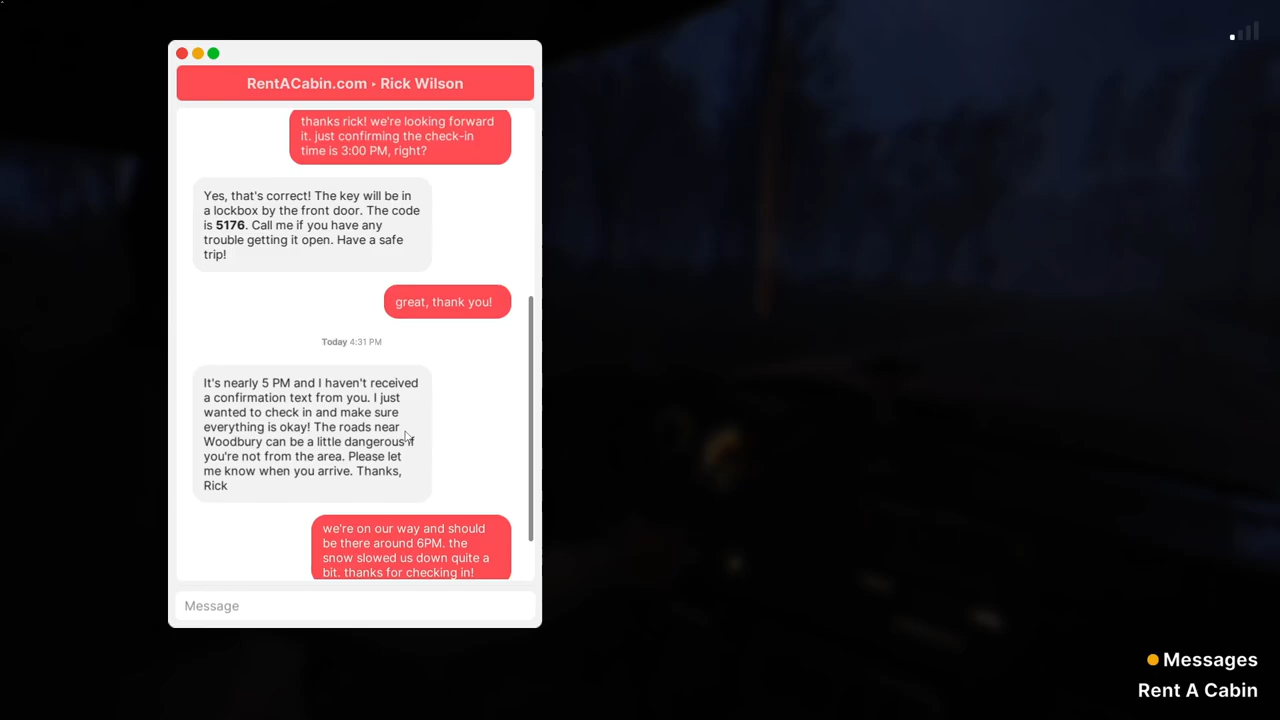 RentACabin.com ▸ Rick Wilson
thanks rick! we're looking forward
it. just confirming the check-in
time is 3:00 PM, right?
Yes, that's correct! The key will be in
a lockbox by the front door. The code
is 5176. Call me if you have any
trouble getting it open. Have a safe
trip!
great, thank you!
Today 4:31 PM
It's nearly 5 PM and I haven't received
a confirmation text from you. I just
wanted to check in and make sure
everything is okay! The roads near
Woodbury can be a little dangerous if
you're not from the area. Please let
me know when you arrive. Thanks,
Rick
we're on our way and should
be there around 6PM. the
snow slowed us down quite a
bit. thanks for checking in!
Message
Messages
Rent A Cabin